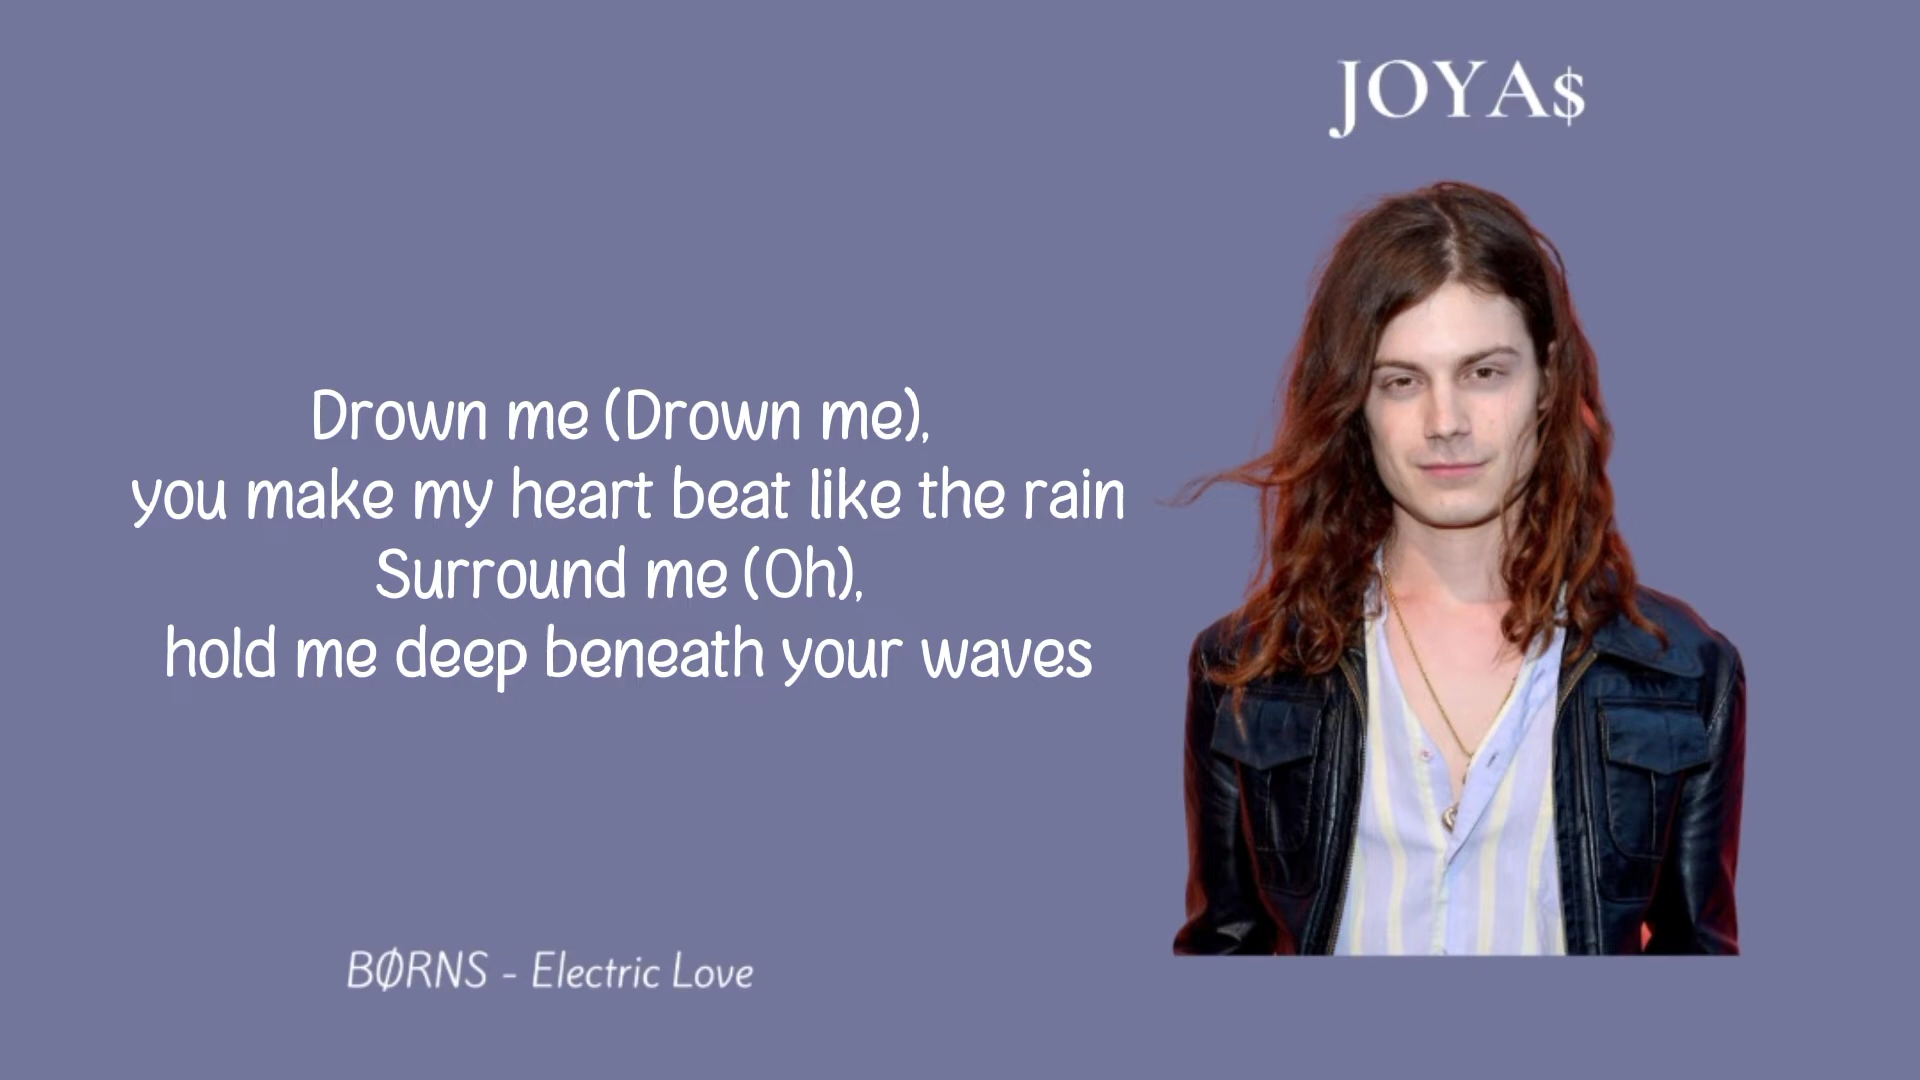 JOYA$
Drown me (Drown me),
you make my heart beat like the rain
Surround me (Oh),
hold me deep beneath your waves
BØRNS - Electric Love